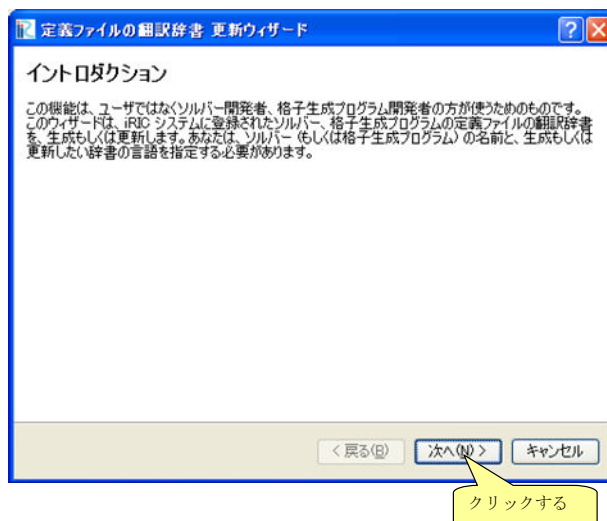 定義ファイルの翻訳辞書 更新ウィザード
イントロダクション
この機能は、ユーザではなくソルバー開発者、格子生成プログラム開発者の方が使うためのものです。
このウィザードは、iRIC システムに登録されたソルバー、格子生成プログラムの定義ファイルの翻訳辞書
を、生成もしくは更新します。あなたは、ソルバー (もしくは格子生成プログラム) の名前と、生成もしくは
更新したい辞書の言語を指定する必要があります。
< 戻る(B) 次へ(N) > キャンセル
クリックする